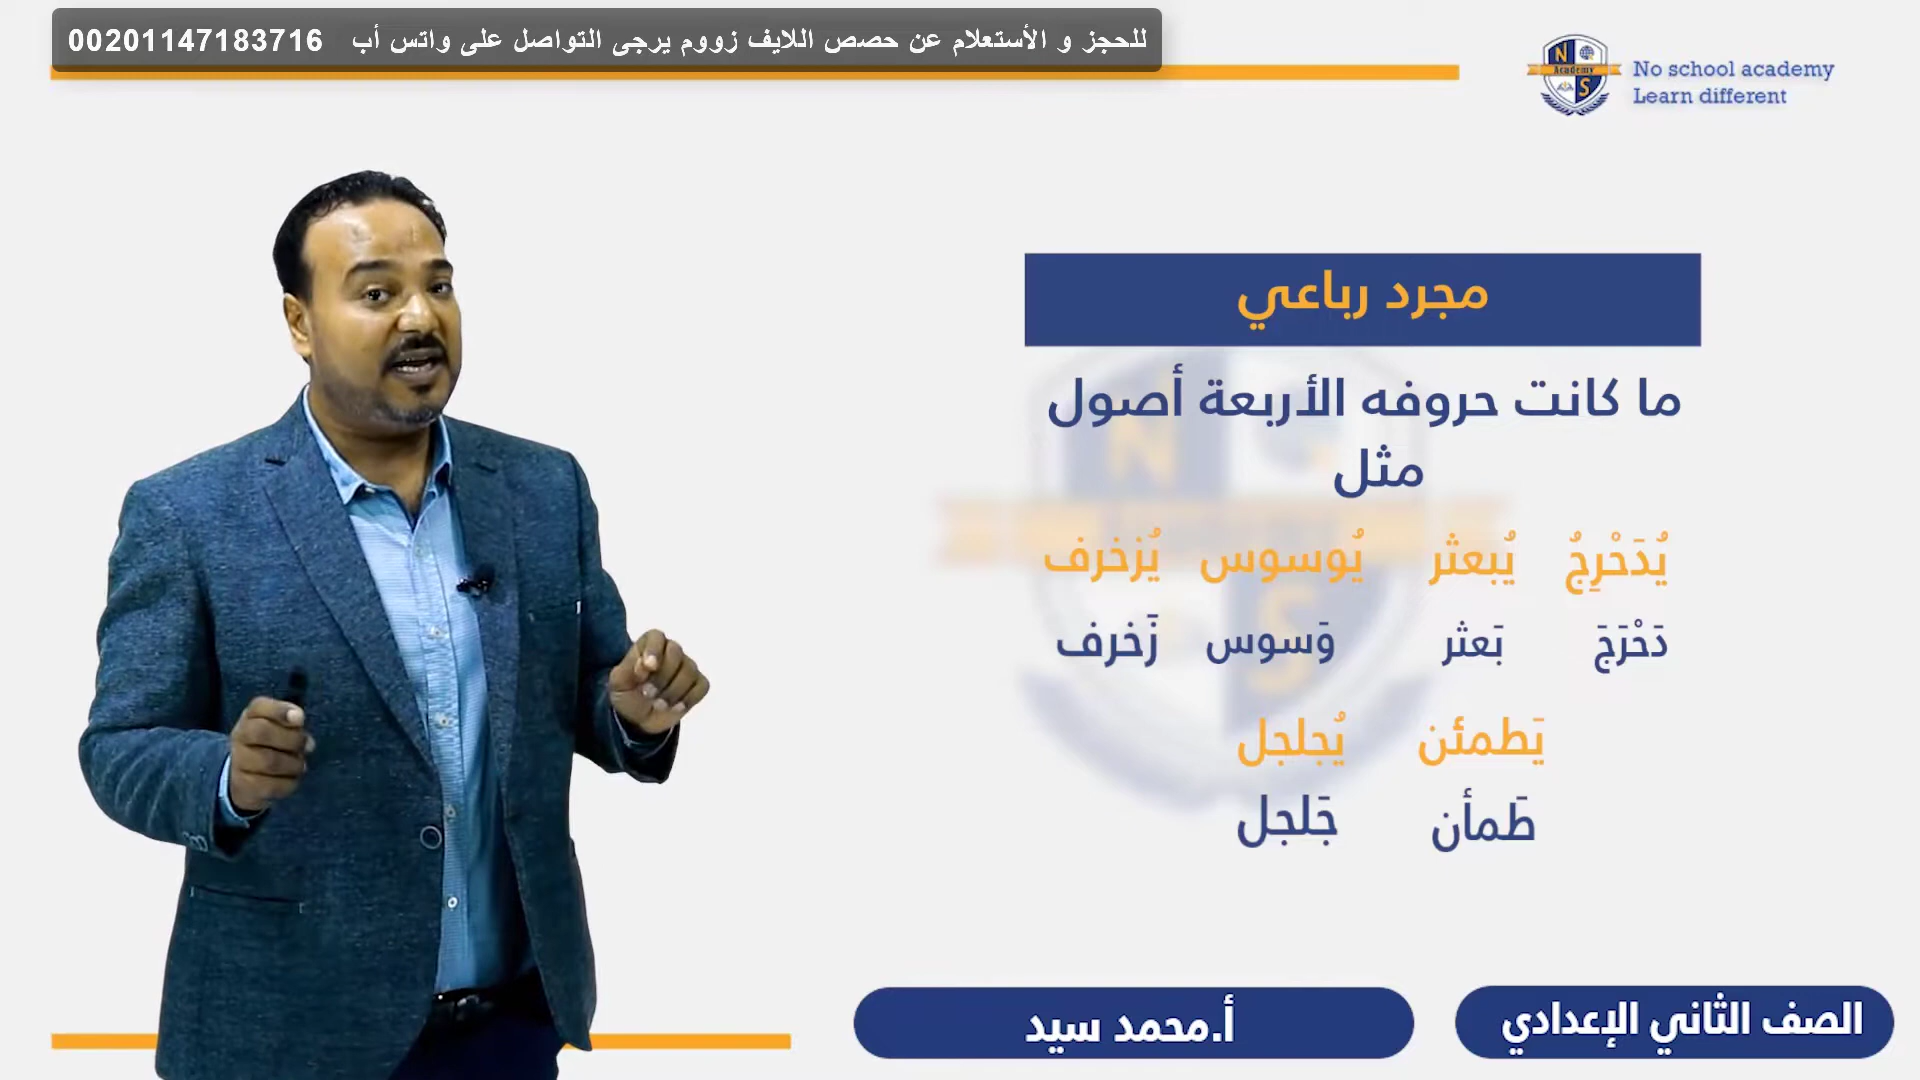 للحجز و الأستعلام عن حصص اللايف زووم يرجى التواصل على واتس أب 00201147183716
N
Academy
S
No school academy
Learn different
مجرد رباعي
ما كانت حروفه الأربعة أصول
مثل
يُدَحْرِجُ يُبعثر يُوسوس يُزخرف
دَحْرَجَ بَعثر وَسوس زَخرف
يَطمئن يُجلجل
طَمأن جَلجل
الصف الثاني الإعدادي
أ.محمد سيد